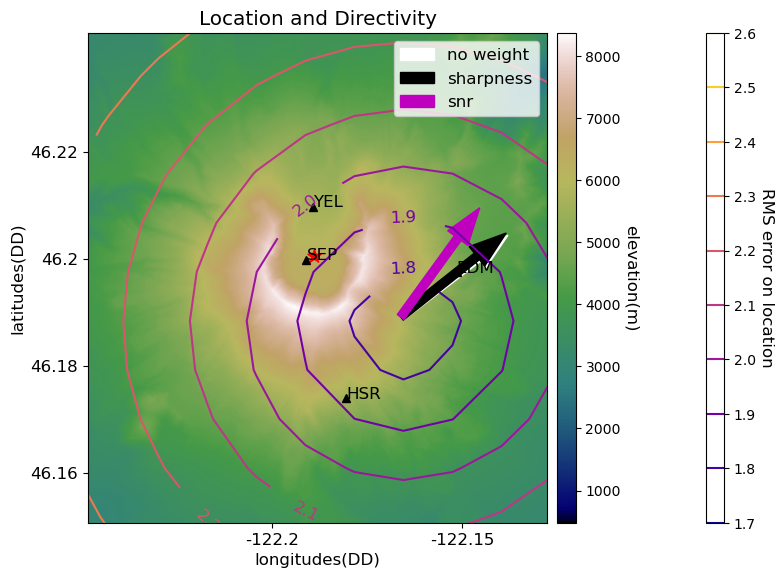 Location and Directivity
no weight
sharpness
snr
YEL
SEP
EDM
HSR
2.0
1.9
1.8
2.1
46.22
46.2
46.18
46.16
latitudes(DD)
-122.2
-122.15
longitudes(DD)
8000
7000
6000
5000
4000
3000
2000
1000
elevation(m)
2.6
2.5
2.4
2.3
2.2
2.1
2.0
1.9
1.8
1.7
RMS error on location